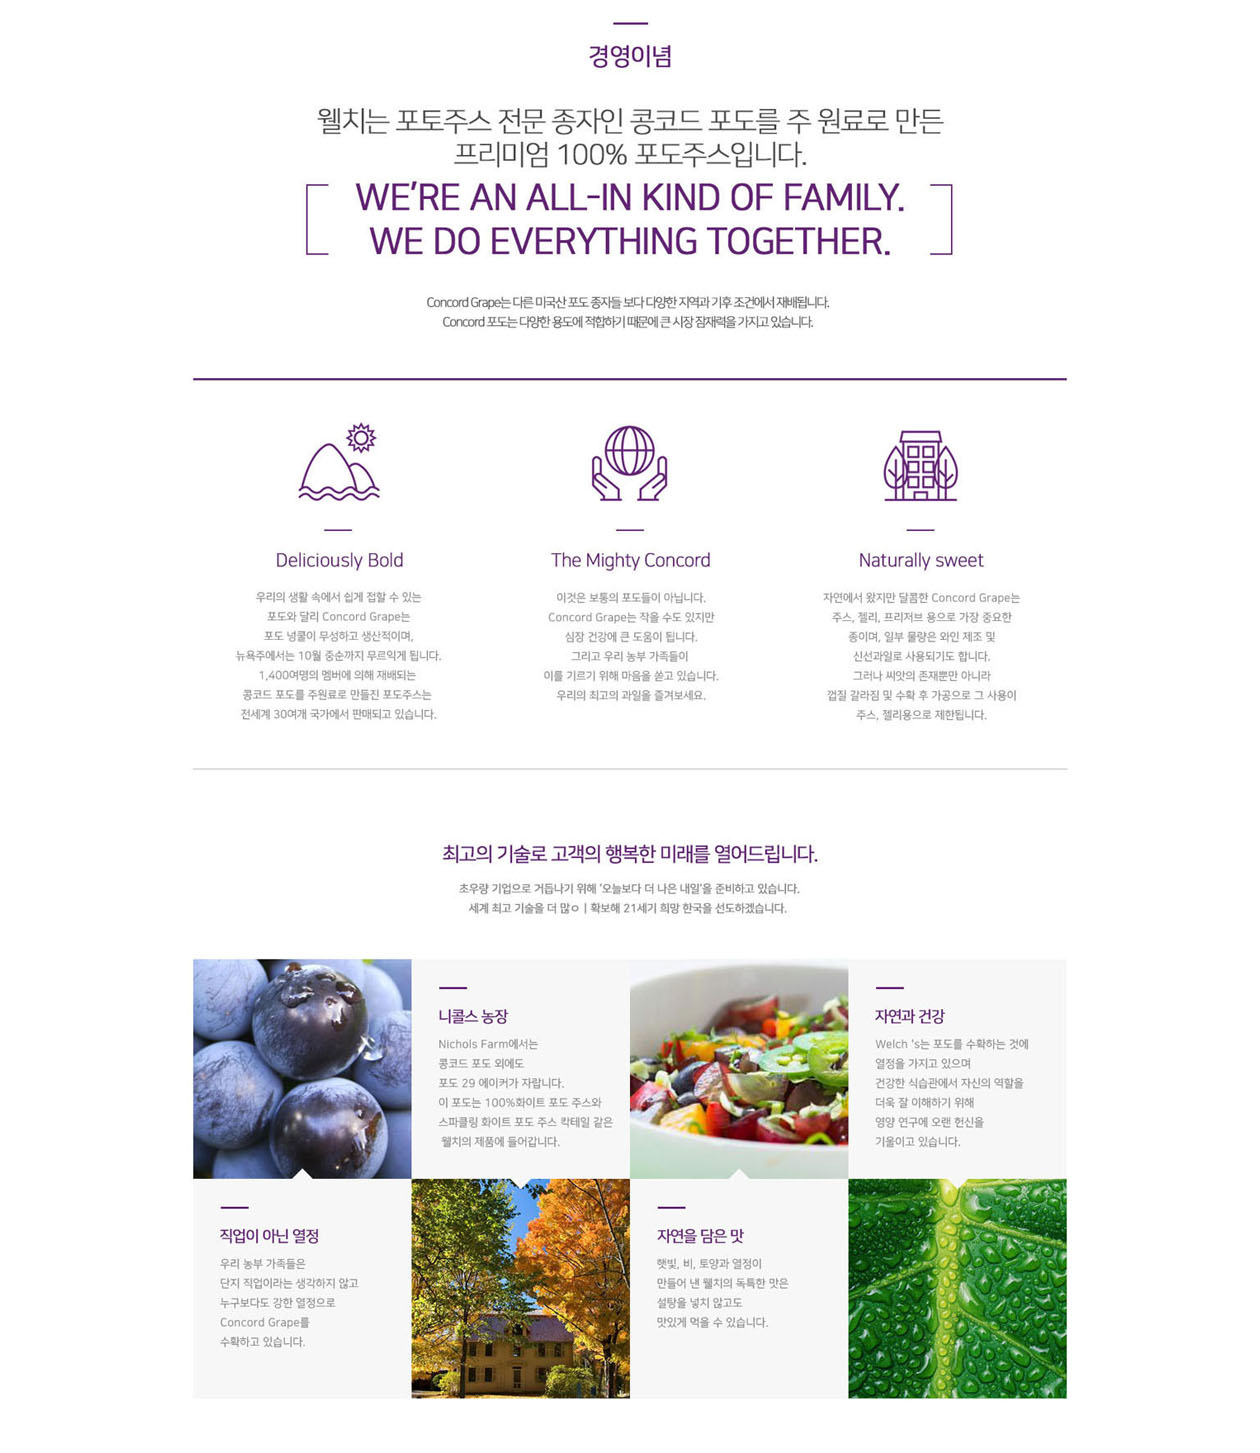 경영이념
웰치는 포토주스 전문 종자인 콩코드 포도를 주 원료로 만든
프리미엄 100% 포도주스입니다.
WE'RE AN ALL-IN KIND OF FAMILY.
WE DO EVERYTHING TOGETHER.
Concord Grape는 다른 미국산 포도 종자들 보다 다양한 지역과 기후 조건에서 재배됩니다.
Concord 포도는 다양한 용도에 적합하기 때문에 큰 시장 잠재력을 가지고 있습니다.
Deliciously Bold
우리의 생활 속에서 쉽게 접할 수 있는
포도와 달리 Concord Grape는
포도 넝쿨이 무성하고 생산적이며,
뉴욕주에서는 10월 중순까지 무르익게 됩니다.
1,400여명의 멤버에 의해 재배되는
콩코드 포도를 주원료로 만들진 포도주스는
전세계 30여개 국가에서 판매되고 있습니다.
The Mighty Concord
이것은 보통의 포도들이 아닙니다.
Concord Grape는 작을 수도 있지만
심장 건강에 큰 도움이 됩니다.
그리고 우리 농부 가족들이
이를 기르기 위해 마음을 쏟고 있습니다.
우리의 최고의 과일을 즐겨보세요.
Naturally sweet
자연에서 왔지만 달콤한 Concord Grape는
주스, 젤리, 프리저브 용으로 가장 중요한
종이며, 일부 물량은 와인 제조 및
신선과일로 사용되기도 합니다.
그러나 씨앗의 존재뿐만 아니라
껍질 갈라짐 및 수확 후 가공으로 그 사용이
주스, 젤리용으로 제한됩니다.
최고의 기술로 고객의 행복한 미래를 열어드립니다.
초우량 기업으로 거듭나기 위해 '오늘보다 더 나은 내일'을 준비하고 있습니다.
세계 최고 기술을 더 많ㅇㅣ확보해 21세기 희망 한국을 선도하겠습니다.
니콜스 농장
Nichols Farm에서는
콩코드 포도 외에도
포도 29 에이커가 자랍니다.
이 포도는 100%화이트 포도 주스와
스파클링 화이트 포도 주스 칵테일 같은
웰치의 제품에 들어갑니다.
자연과 건강
Welch 's는 포도를 수확하는 것에
열정을 가지고 있으며
건강한 식습관에서 자신의 역할을
더욱 잘 이해하기 위해
영양 연구에 오랜 헌신을
기울이고 있습니다.
직업이 아닌 열정
우리 농부 가족들은
단지 직업이라는 생각하지 않고
누구보다도 강한 열정으로
Concord Grape를
수확하고 있습니다.
자연을 담은 맛
햇빛, 비, 토양과 열정이
만들어 낸 웰치의 독특한 맛은
설탕을 넣치 않고도
맛있게 먹을 수 있습니다.